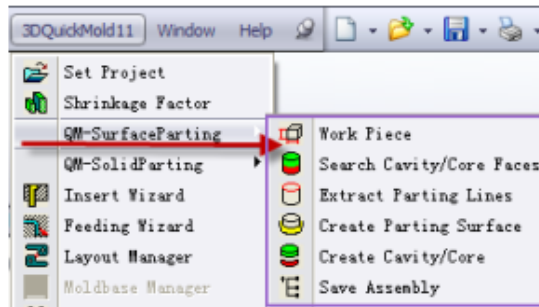 3DQuickMold11 Window Help
Set Project
Shrinkage Factor
QM-SurfaceParting
QM-SolidParting
Insert Wizard
Feeding Wizard
Layout Manager
Moldbase Manager
Work Piece
Search Cavity/Core Faces
Extract Parting Lines
Create Parting Surface
Create Cavity/Core
Save Assembly